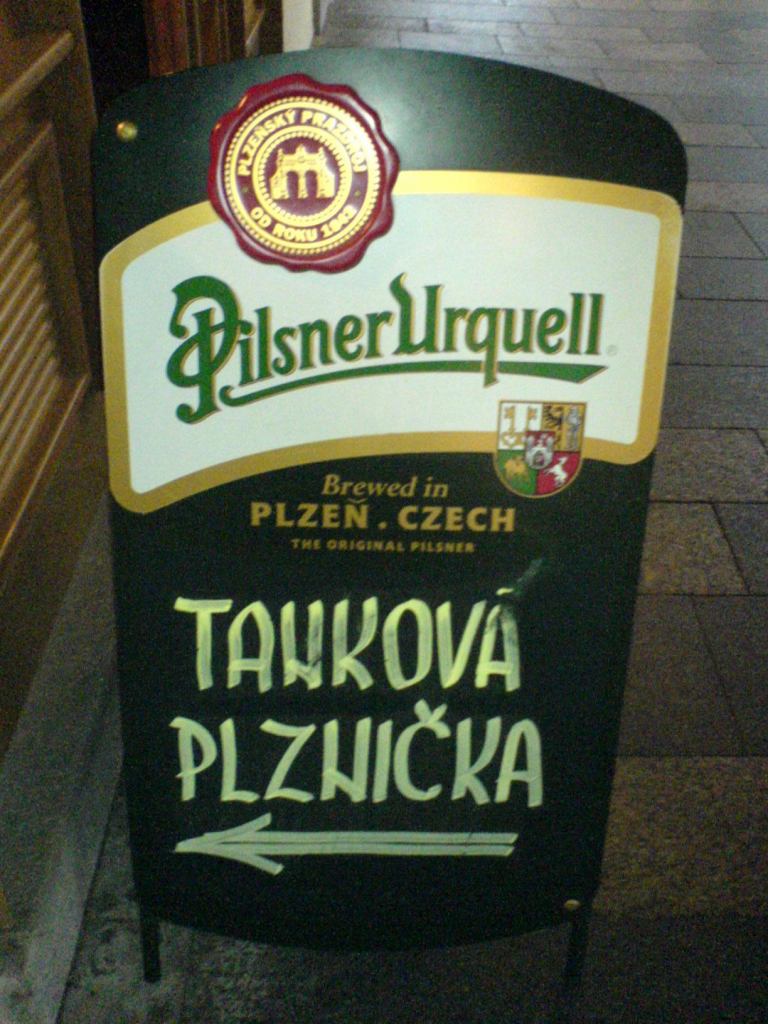 PLZEŇSKÝ PRAZDROJ
OD ROKU 1842
Pilsner Urquell
Brewed in
PLZEŇ . CZECH
THE ORIGINAL PILSNER
TANKOVÁ
PLZNIČKA